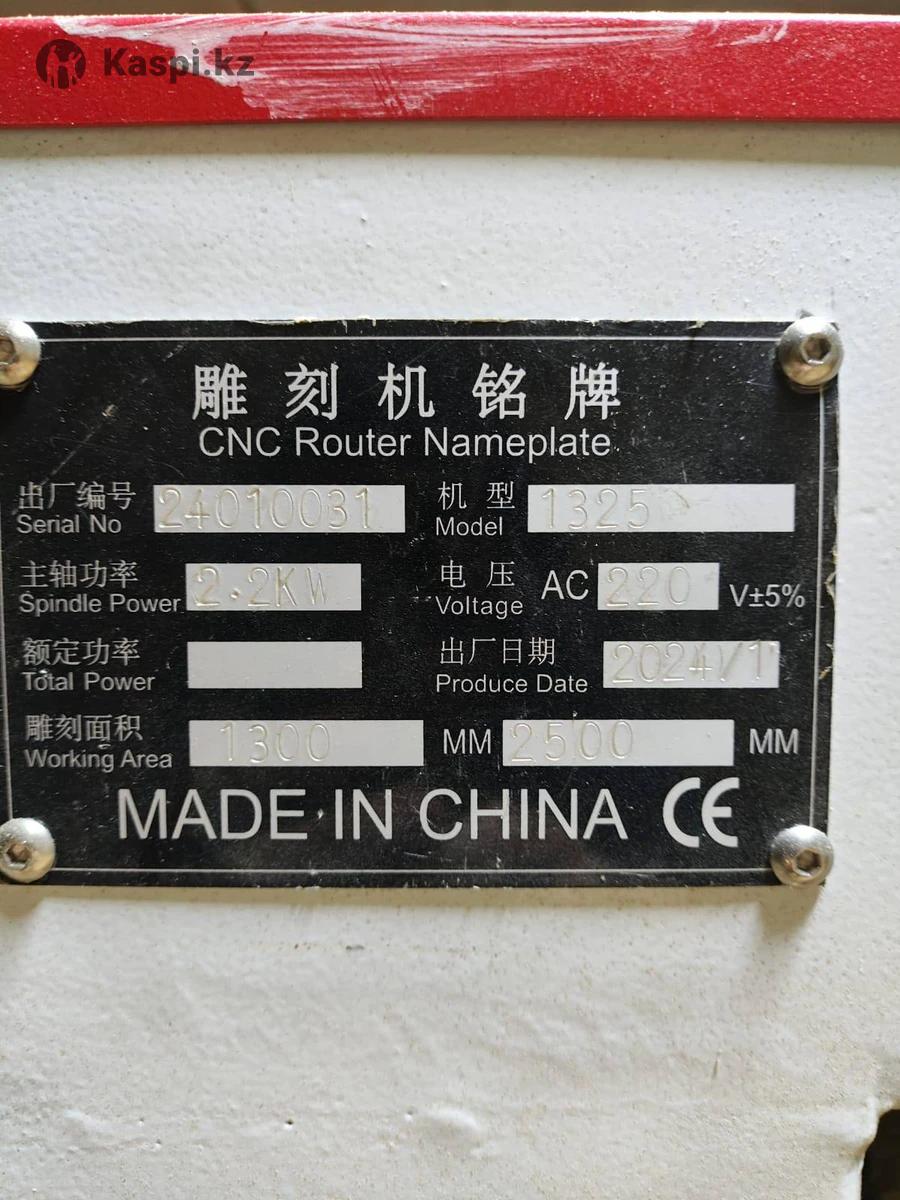 Kaspi.kz
雕刻机铭牌
CNC Router Nameplate
出厂编号 24010031 机型 1325
Serial No Model
主轴功率 2.2KW 电压 AC 220 V±5%
Spindle Power Voltage
额定功率 出厂日期 2024/1
Total Power Produce Date
雕刻面积 1300 MM 2500 MM
Working Area
MADE IN CHINA CE